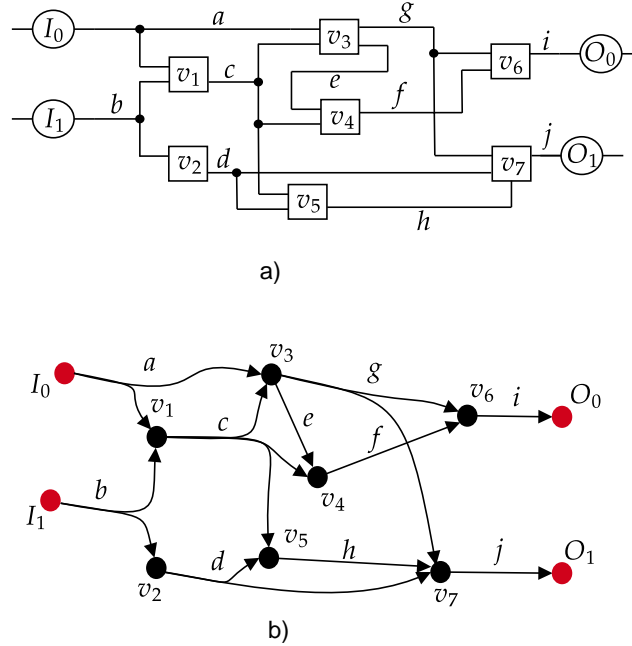 I0 a v3 g v6 i O0
v1 c e
I1 b v4 f
v2 d v7 j O1
v5 h
a)
I0 a v3 g v6 i O0
v1 c e f
I1 b v4
v2 d v5 h v7 j O1
b)